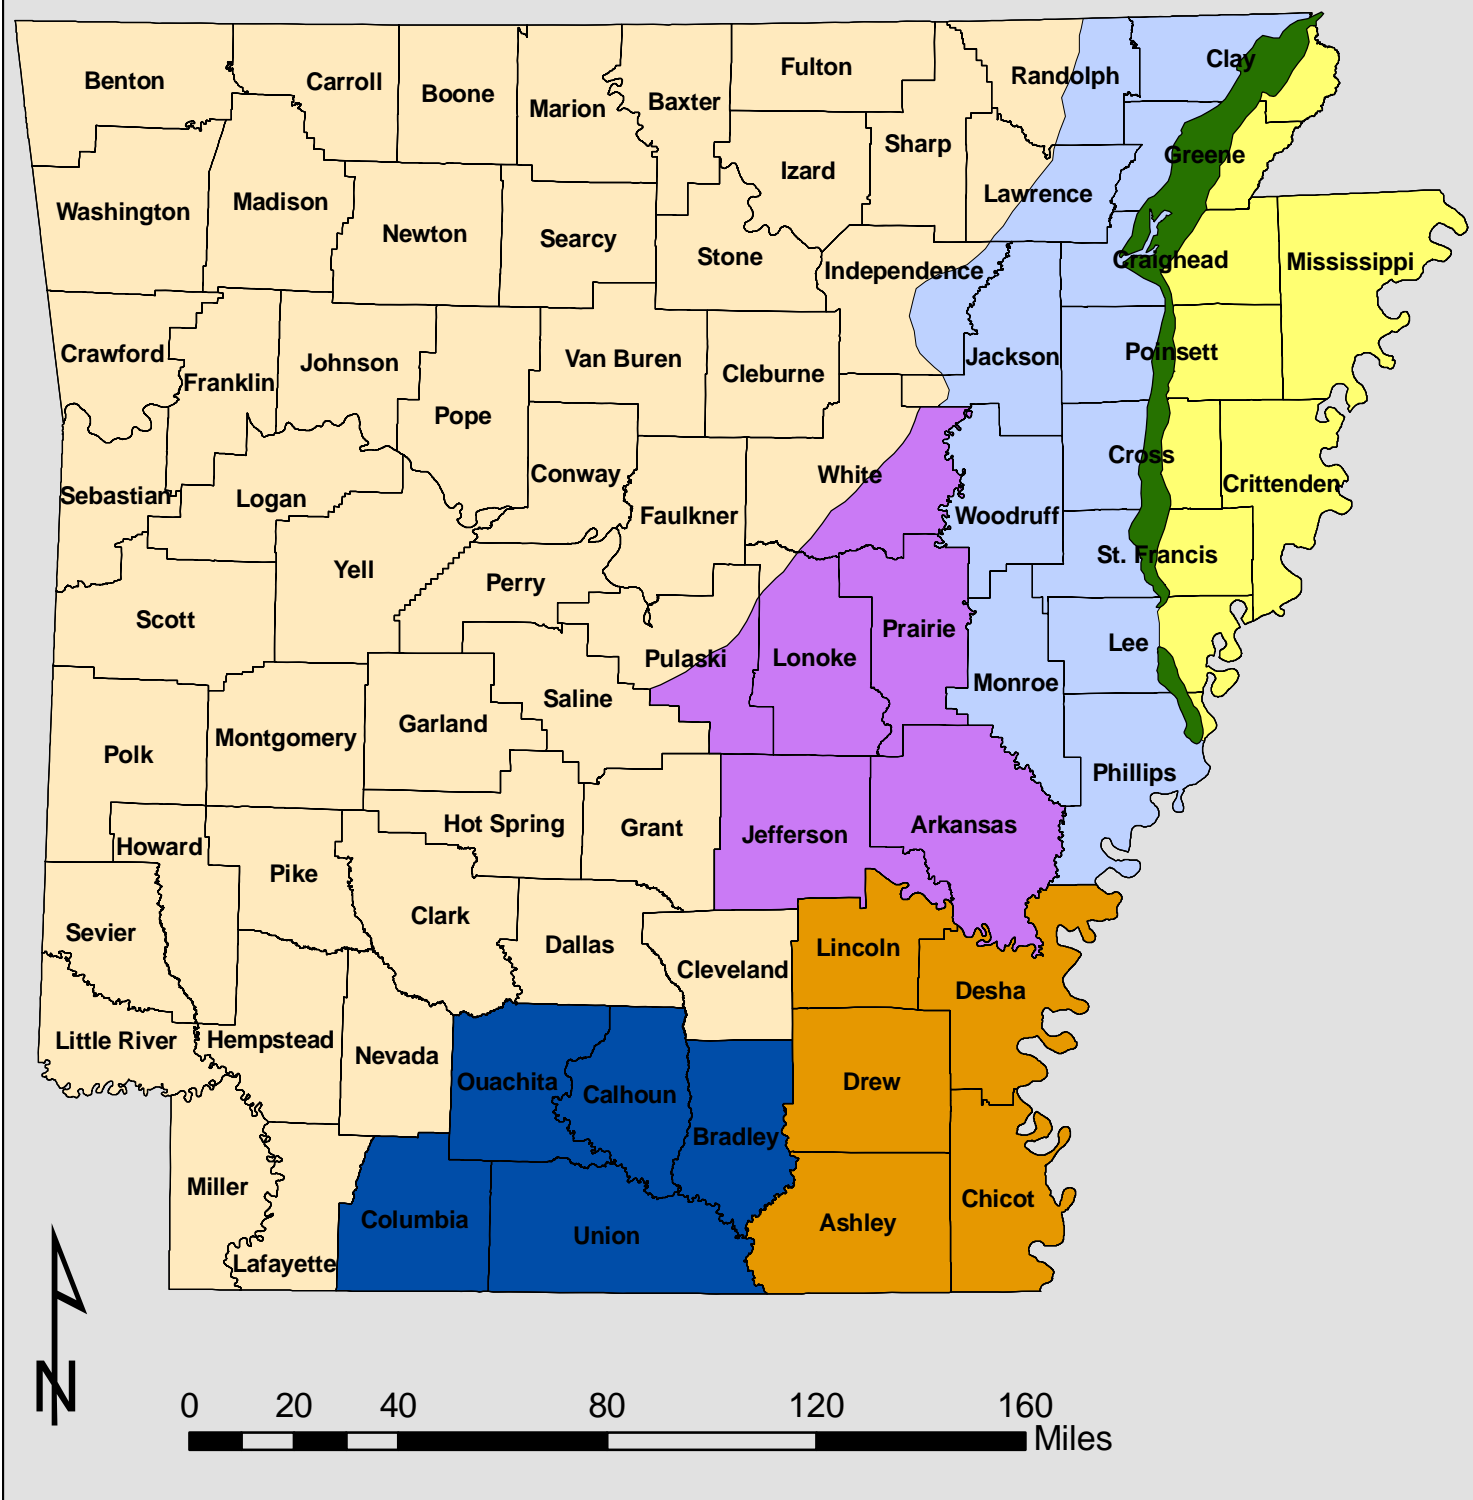 Clay
Benton
Carroll
Boone
Marion
Baxter
Fulton
Randolph
Sharp
Greene
Izard
Lawrence
Washington
Madison
Newton
Searcy
Stone
Independence
Craighead
Mississippi
Crawford
Franklin
Johnson
Van Buren
Cleburne
Jackson
Poinsett
Pope
Conway
White
Cross
Crittenden
Sebastian
Logan
Faulkner
Woodruff
St. Francis
Yell
Perry
Scott
Pulaski
Lonoke
Prairie
Lee
Monroe
Saline
Garland
Montgomery
Polk
Phillips
Hot Spring
Grant
Jefferson
Arkansas
Howard
Pike
Clark
Sevier
Dallas
Cleveland
Lincoln
Desha
Little River
Hempstead
Nevada
Ouachita
Calhoun
Drew
Bradley
Miller
Columbia
Union
Ashley
Chicot
Lafayette
N
0 20 40 80 120 160
Miles